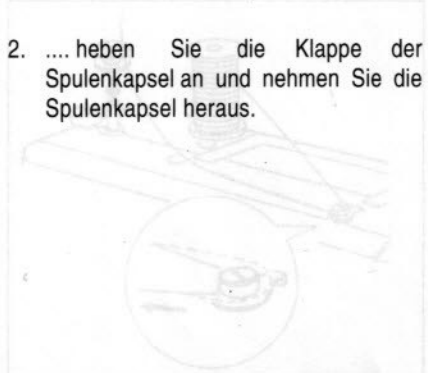 2. .... heben Sie die Klappe der
Spulenkapsel an und nehmen Sie die
Spulenkapsel heraus.